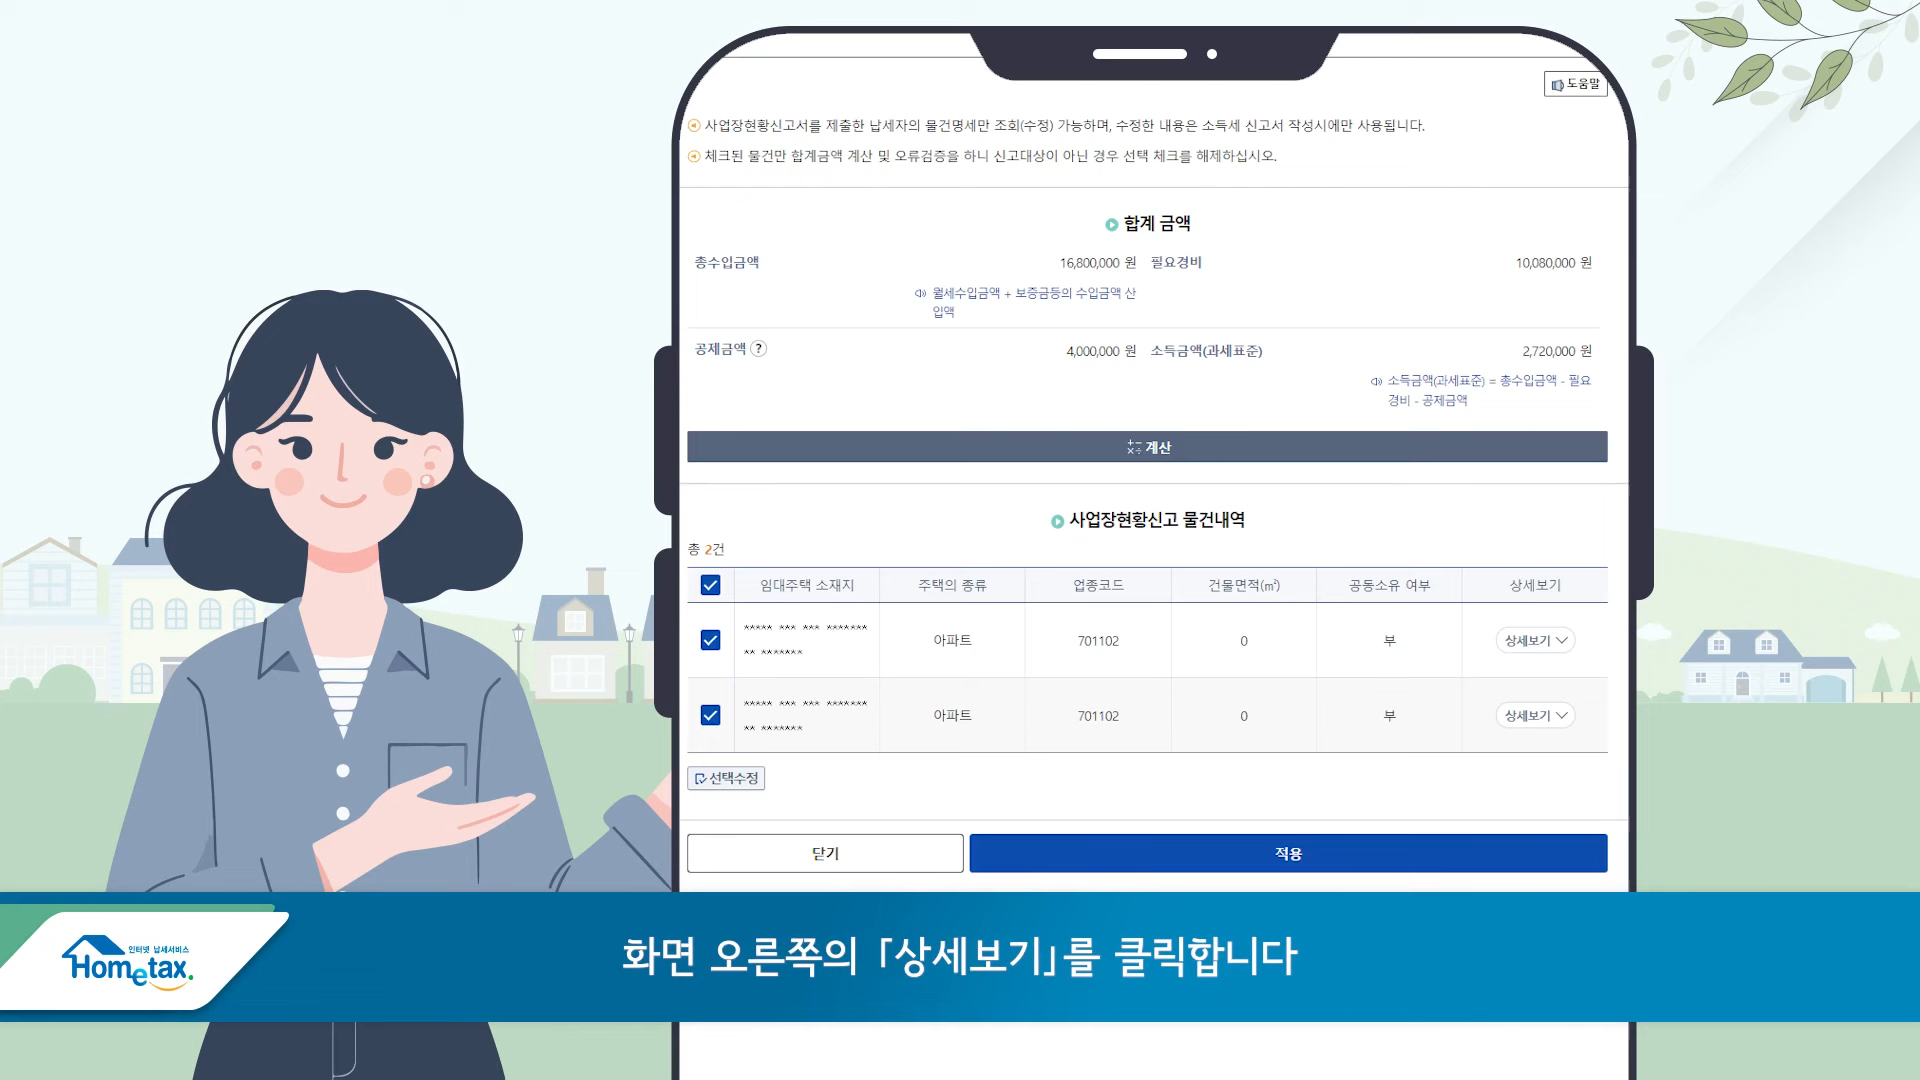 도움말
사업장현황신고서를 제출한 납세자의 물건명세만 조회(수정) 가능하며, 수정한 내용은 소득세 신고서 작성시에만 사용됩니다.
체크된 물건만 합계금액 계산 및 오류검증을 하니 신고대상이 아닌 경우 선택 체크를 해제하십시오.
합계 금액
총수입금액 16,800,000 원 필요경비 10,080,000 원
월세수입금액 + 보증금등의 수입금액 산
입액
공제금액 ? 4,000,000 원 소득금액(과세표준) 2,720,000 원
소득금액(과세표준) = 총수입금액 - 필요
경비 - 공제금액
계산
사업장현황신고 물건내역
총 2건
임대주택 소재지 주택의 종류 업종코드 건물면적(㎡) 공동소유 여부 상세보기
***** *** *** *******
** *******
아파트 701102 0 부 상세보기
***** *** *** *******
** *******
아파트 701102 0 부 상세보기
선택수정
닫기 적용
인터넷 납세서비스
Hometax.
화면 오른쪽의 「상세보기」를 클릭합니다